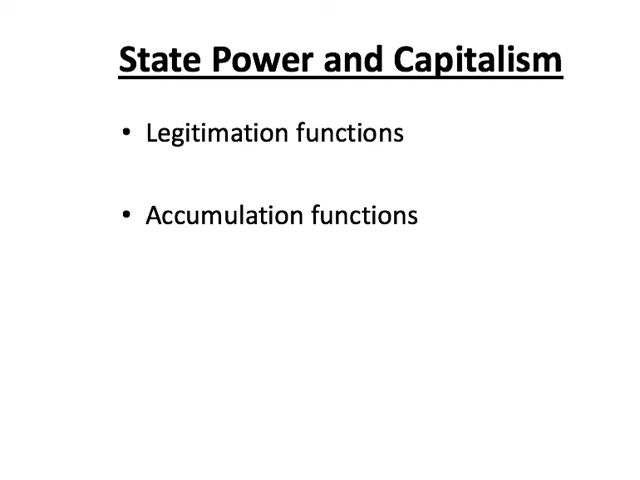 State Power and Capitalism
• Legitimation functions
• Accumulation functions